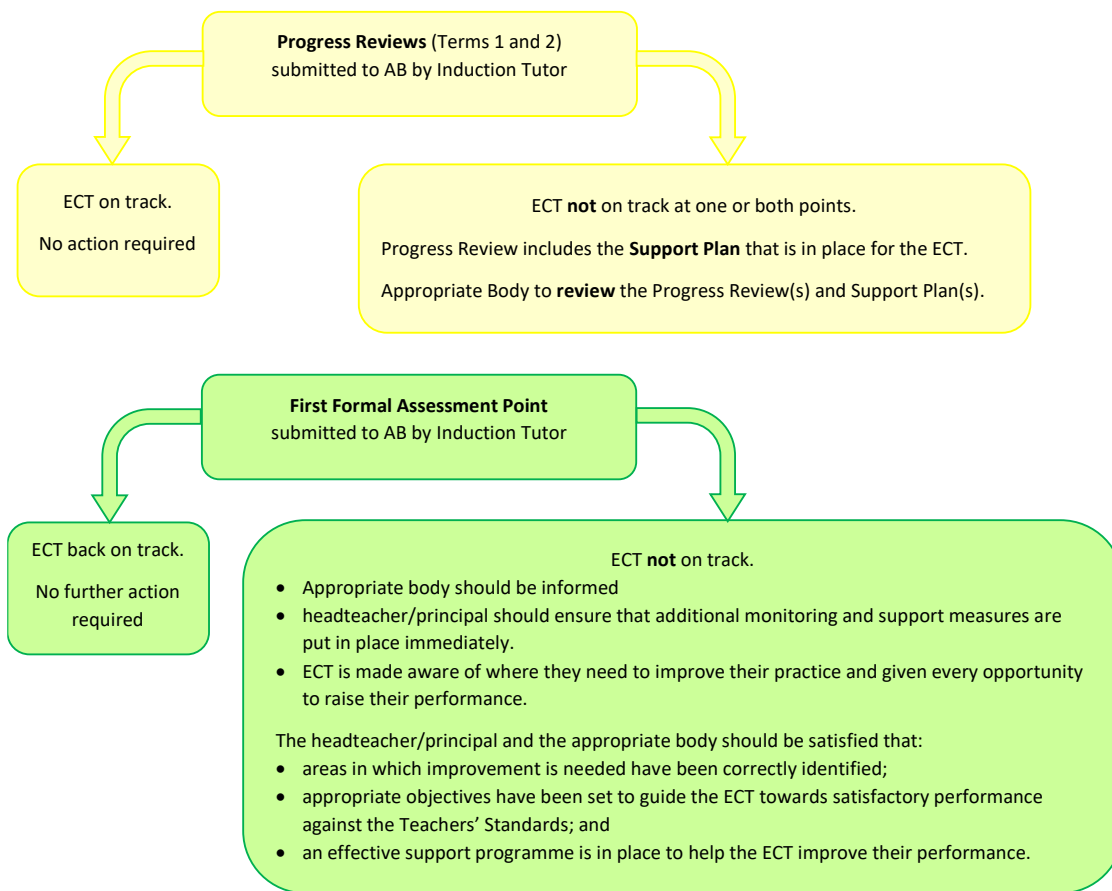 Progress Reviews (Terms 1 and 2)
submitted to AB by Induction Tutor
ECT on track.
No action required
ECT not on track at one or both points.
Progress Review includes the Support Plan that is in place for the ECT.
Appropriate Body to review the Progress Review(s) and Support Plan(s).
First Formal Assessment Point
submitted to AB by Induction Tutor
ECT back on track.
No further action
required
ECT not on track.
• Appropriate body should be informed
• headteacher/principal should ensure that additional monitoring and support measures are
put in place immediately.
• ECT is made aware of where they need to improve their practice and given every opportunity
to raise their performance.
The headteacher/principal and the appropriate body should be satisfied that:
• areas in which improvement is needed have been correctly identified;
• appropriate objectives have been set to guide the ECT towards satisfactory performance
against the Teachers’ Standards; and
• an effective support programme is in place to help the ECT improve their performance.